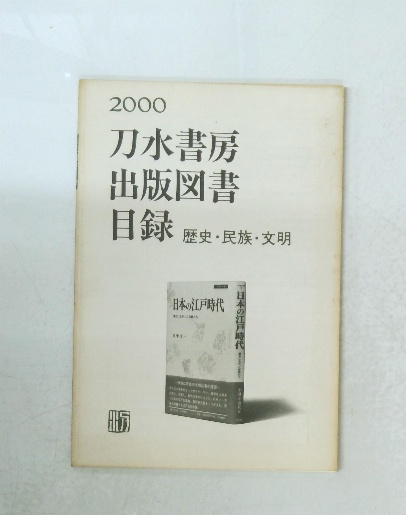 2000
刀水書房
出版図書
目録
歴史・民族・文明
日本の江戸時代
日本の江戸時代